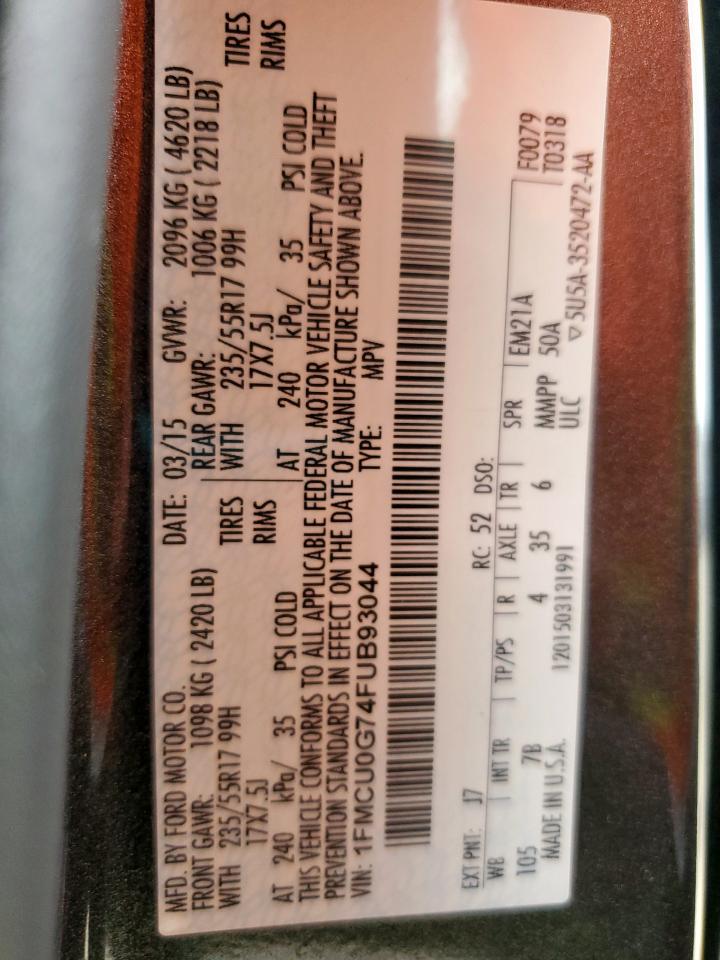 MFD. BY FORD MOTOR CO. DATE: 03/15 GVWR: 2096 KG ( 4620 LB)
FRONT GAWR: 1098 KG ( 2420 LB) REAR GAWR: 1006 KG ( 2218 LB)
WITH 235/55R17 99H TIRES WITH 235/55R17 99H TIRES
17X7.5J RIMS 17X7.5J RIMS
AT 240 kPa/ 35 PSI COLD AT 240 kPa/ 35 PSI COLD
THIS VEHICLE CONFORMS TO ALL APPLICABLE FEDERAL MOTOR VEHICLE SAFETY AND THEFT
PREVENTION STANDARDS IN EFFECT ON THE DATE OF MANUFACTURE SHOWN ABOVE.
VIN: 1FMCU0G74FUB93044 TYPE: MPV
EXT PNT: J7 RC: 52 DSO:
WB INT TR TP/PS R AXLE TR SPR EM21A F0079
105 7B 4 35 6 MMPP 50A T0318
MADE IN U.S.A. 1201503131991 ULC ▽5U5A-3520472-AA